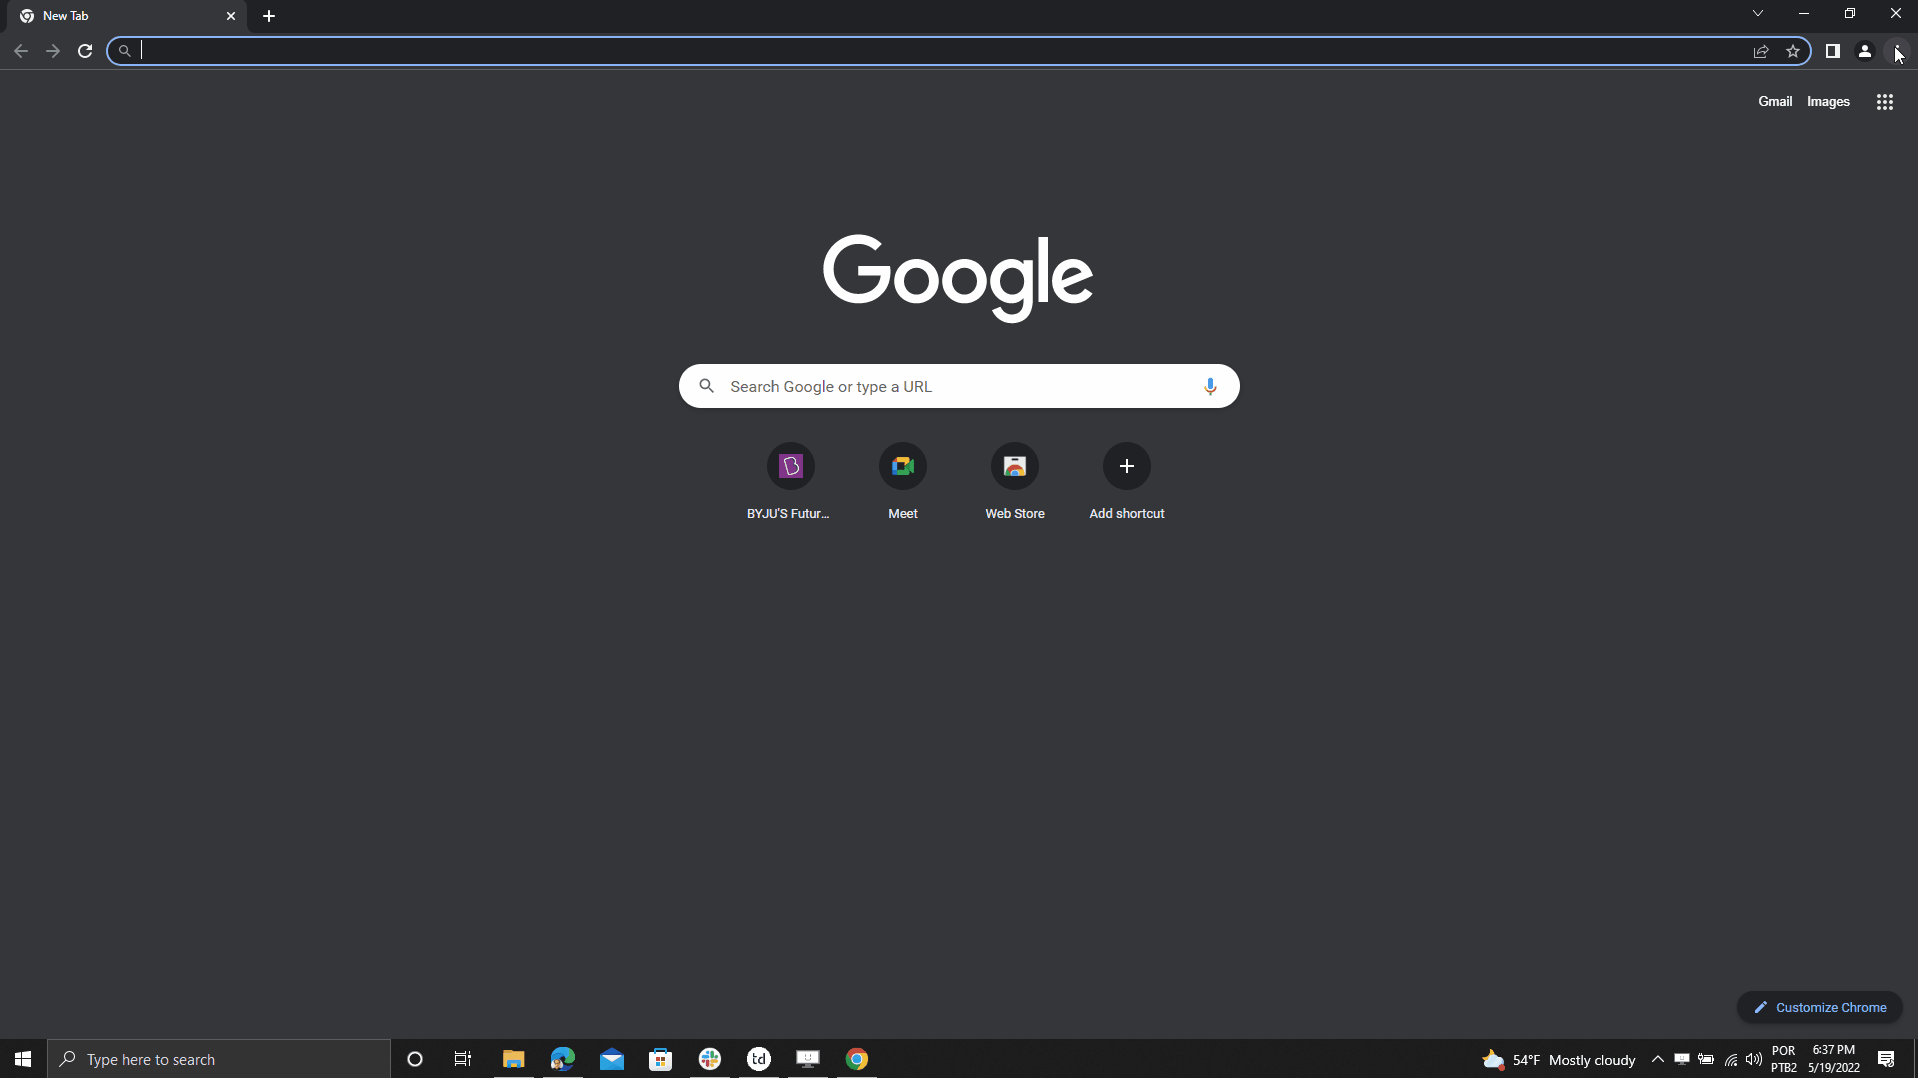 New Tab
Gmail Images
Google
Search Google or type a URL
BYJU'S Futur... Meet Web Store Add shortcut
Customize Chrome
Type here to search
td
54°F Mostly cloudy
POR
PTB2
6:37 PM
5/19/2022